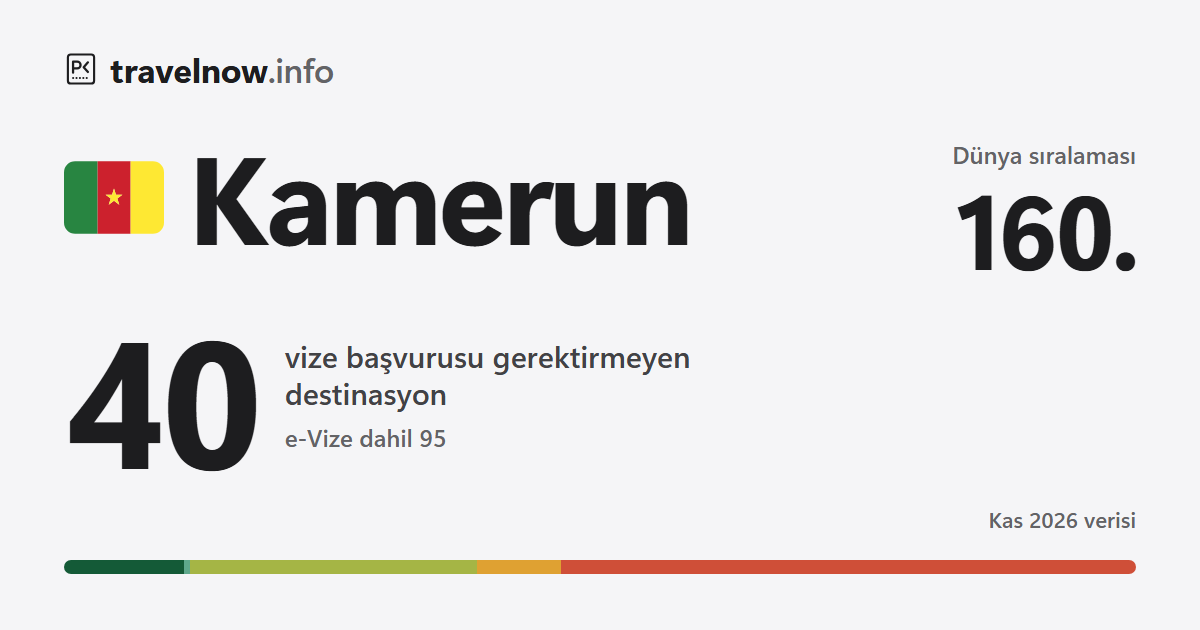 travelnow.info
Kamerun
Dünya sıralaması
160.
40
vize başvurusu gerektirmeyen
destinasyon
e-Vize dahil 95
Kas 2026 verisi